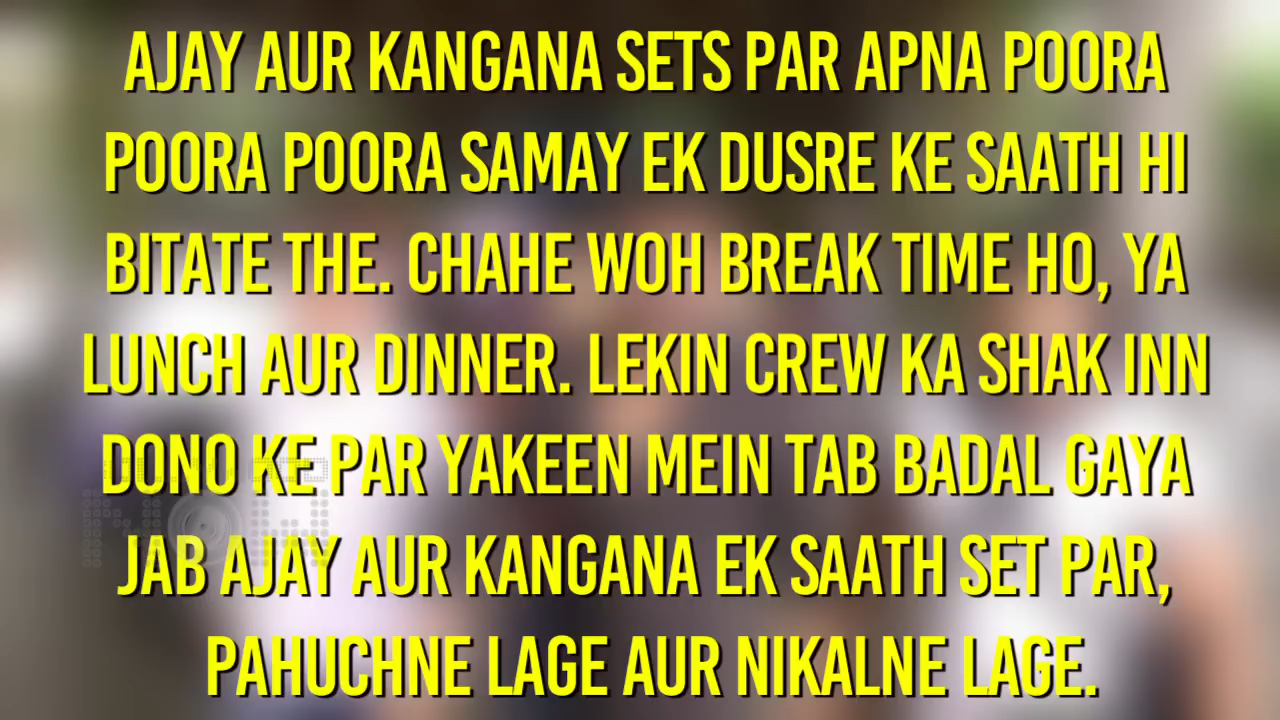 AJAY AUR KANGANA SETS PAR APNA POORA
POORA POORA SAMAY EK DUSRE KE SAATH HI
BITATE THE. CHAHE WOH BREAK TIME HO, YA
LUNCH AUR DINNER. LEKIN CREW KA SHAK INN
DONO KE PAR YAKEEN MEIN TAB BADAL GAYA
JAB AJAY AUR KANGANA EK SAATH SET PAR,
PAHUCHNE LAGE AUR NIKALNE LAGE.